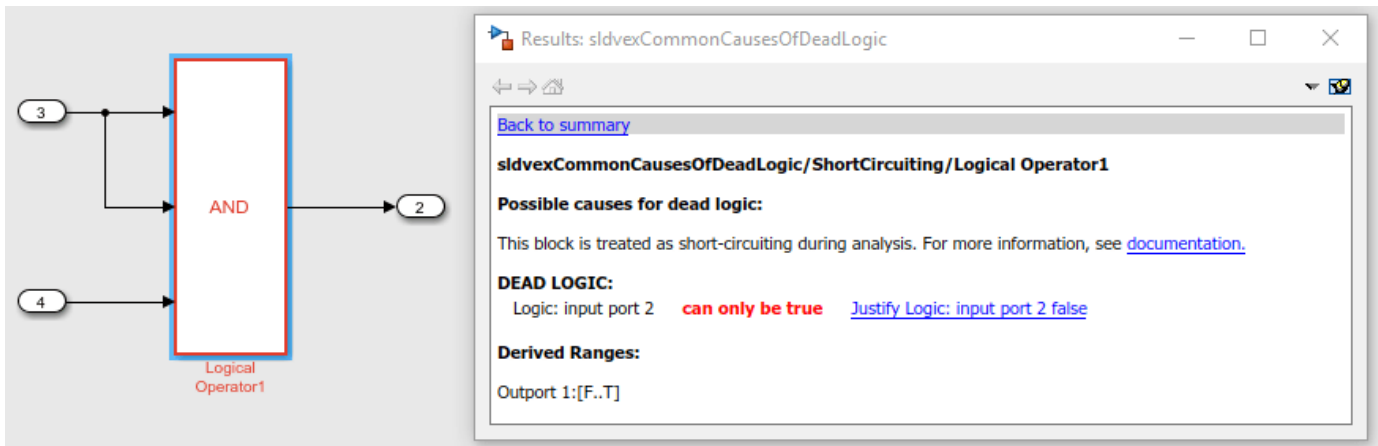 3
4
AND
2
Logical
Operator1
Results: sldvexCommonCausesOfDeadLogic
Back to summary
sldvexCommonCausesOfDeadLogic/ShortCircuiting/Logical Operator1
Possible causes for dead logic:
This block is treated as short-circuiting during analysis. For more information, see documentation.
DEAD LOGIC:
Logic: input port 2 can only be true Justify Logic: input port 2 false
Derived Ranges:
Outport 1:[F..T]